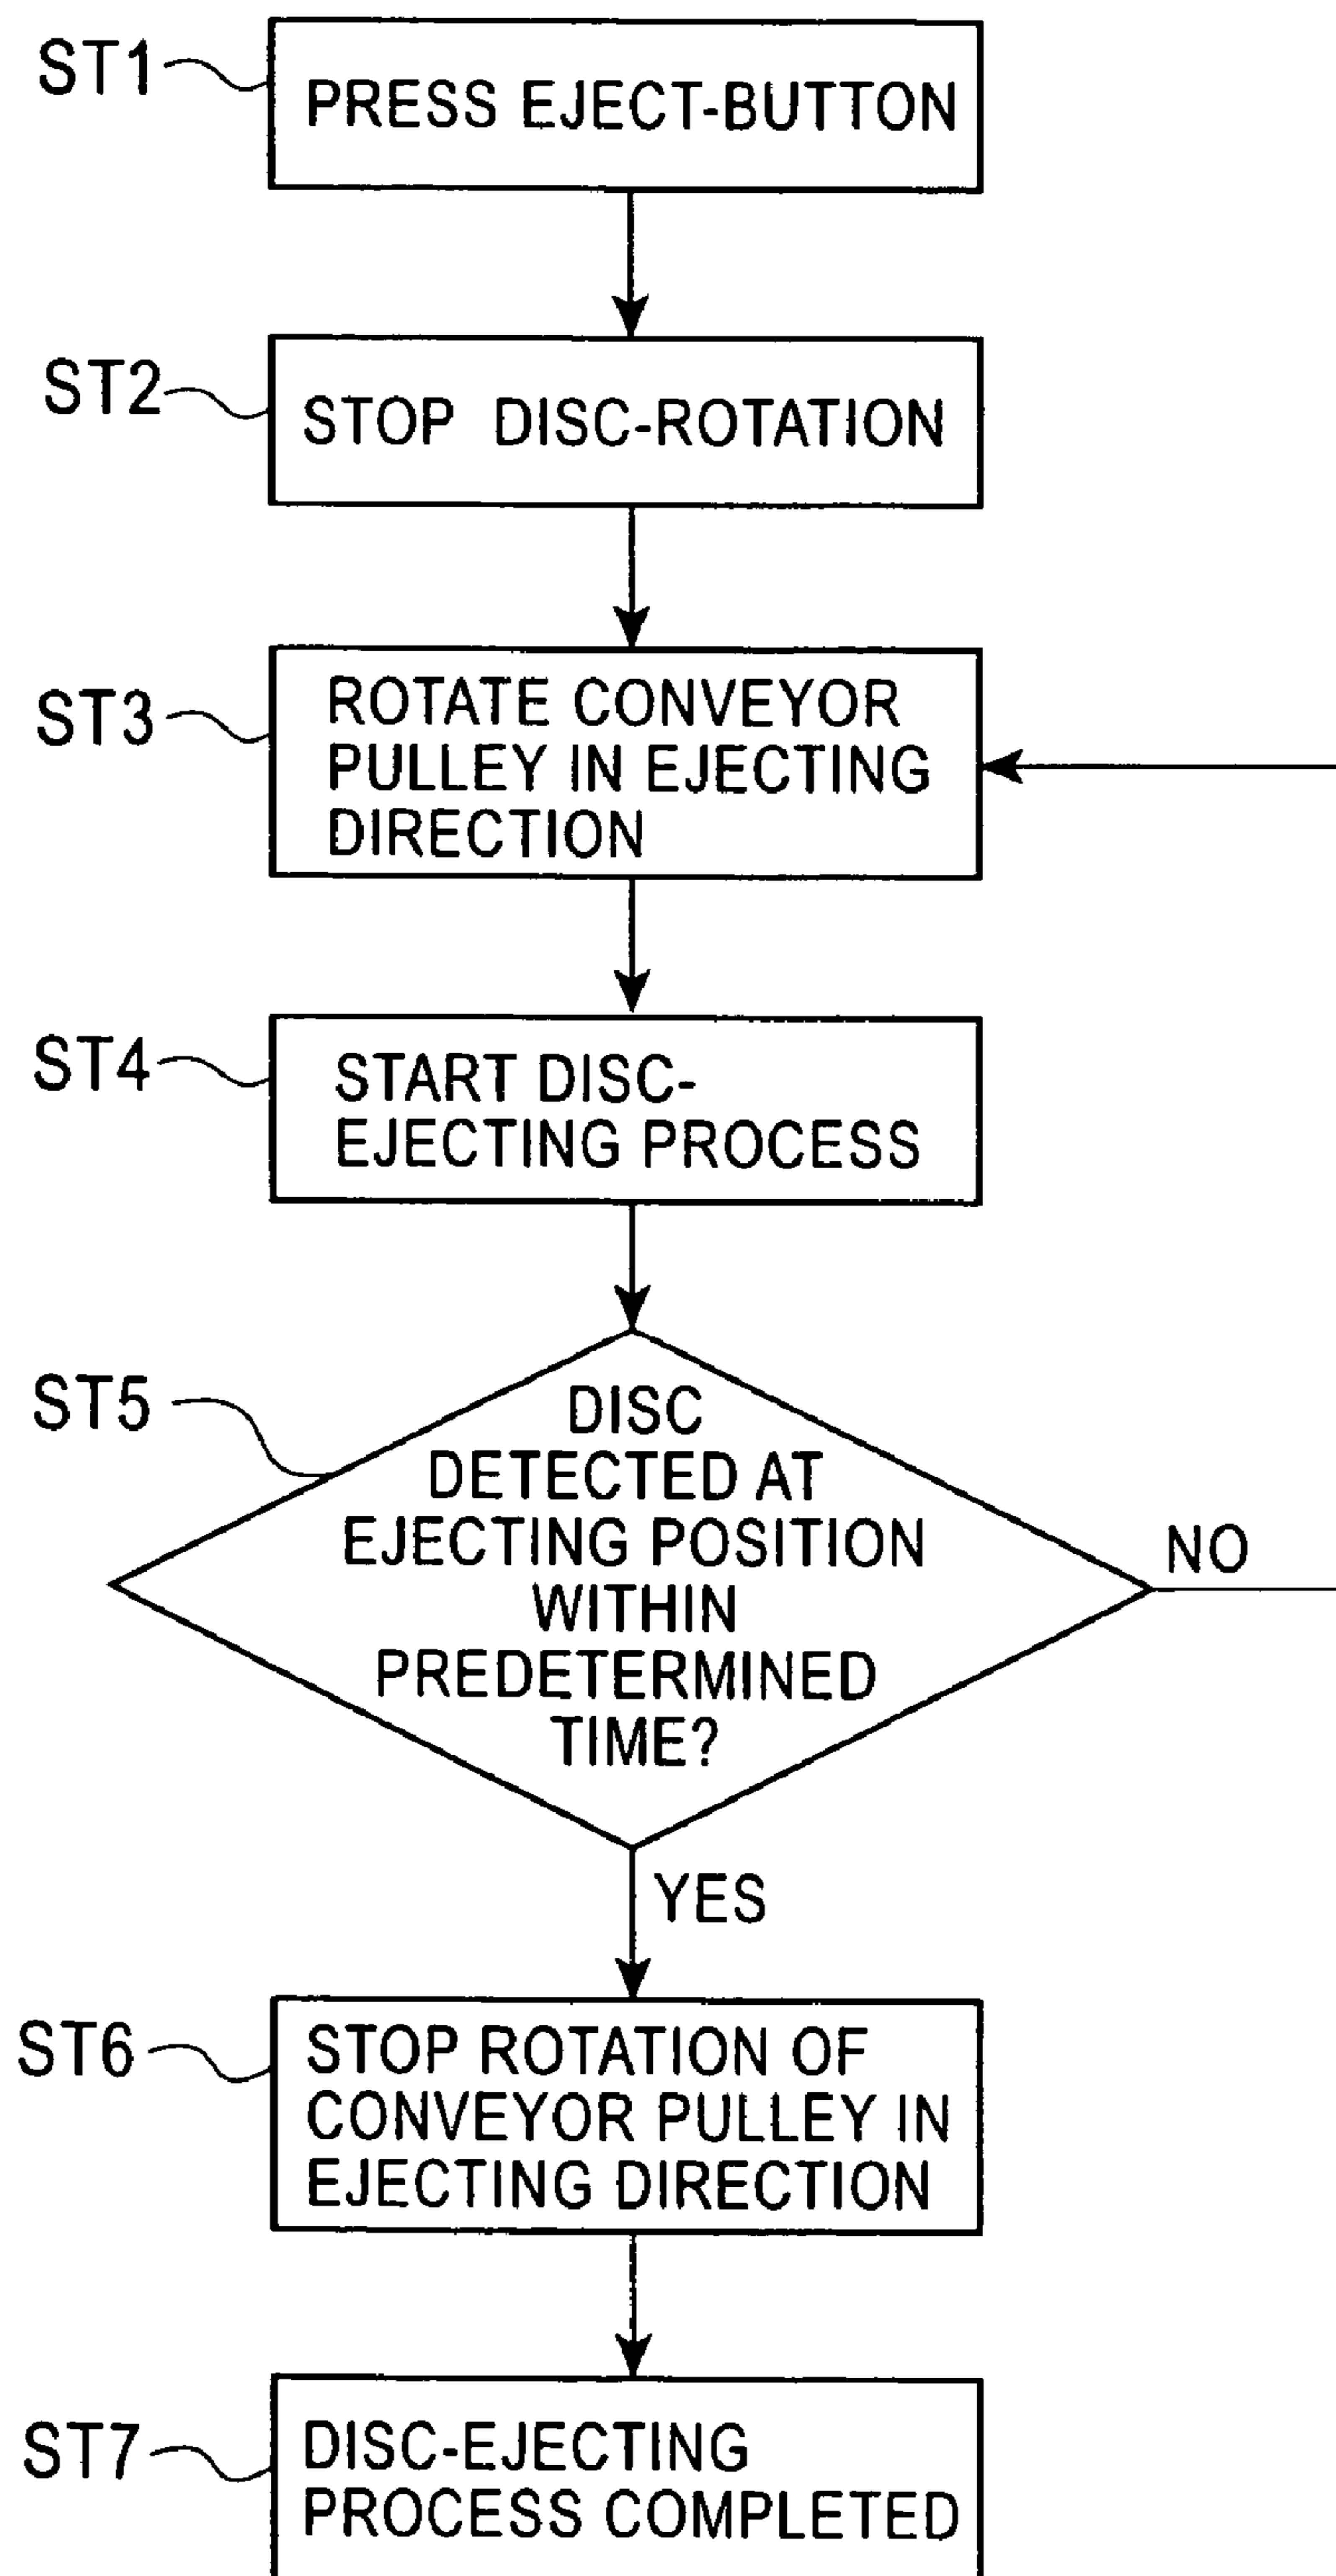 ST1
PRESS EJECT-BUTTON
ST2
STOP DISC-ROTATION
ST3
ROTATE CONVEYOR
PULLEY IN EJECTING
DIRECTION
ST4
START DISC-
EJECTING PROCESS
ST5
DISC
DETECTED AT
EJECTING POSITION
WITHIN
PREDETERMINED
TIME?
NO
YES
ST6
STOP ROTATION OF
CONVEYOR PULLEY IN
EJECTING DIRECTION
ST7
DISC-EJECTING
PROCESS COMPLETED